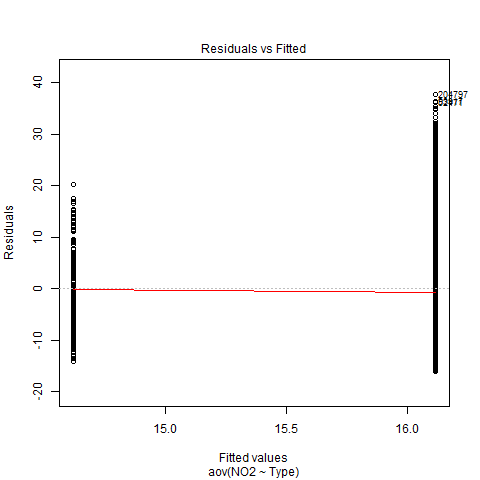 Residuals vs Fitted
Residuals
40
30
20
10
0
-10
-20
204797
15.0
15.5
16.0
Fitted values
aov(NO2 ~ Type)